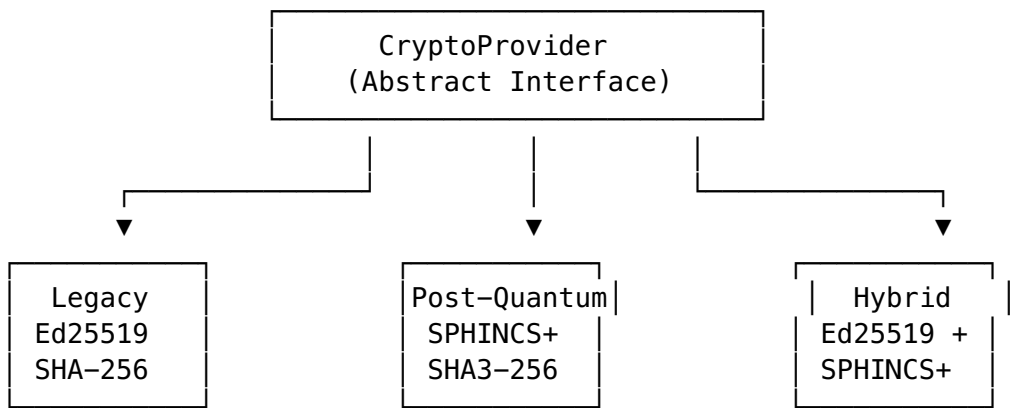 CryptoProvider
(Abstract Interface)
Legacy
Ed25519
SHA-256
Post-Quantum
SPHINCS+
SHA3-256
Hybrid
Ed25519 +
SPHINCS+